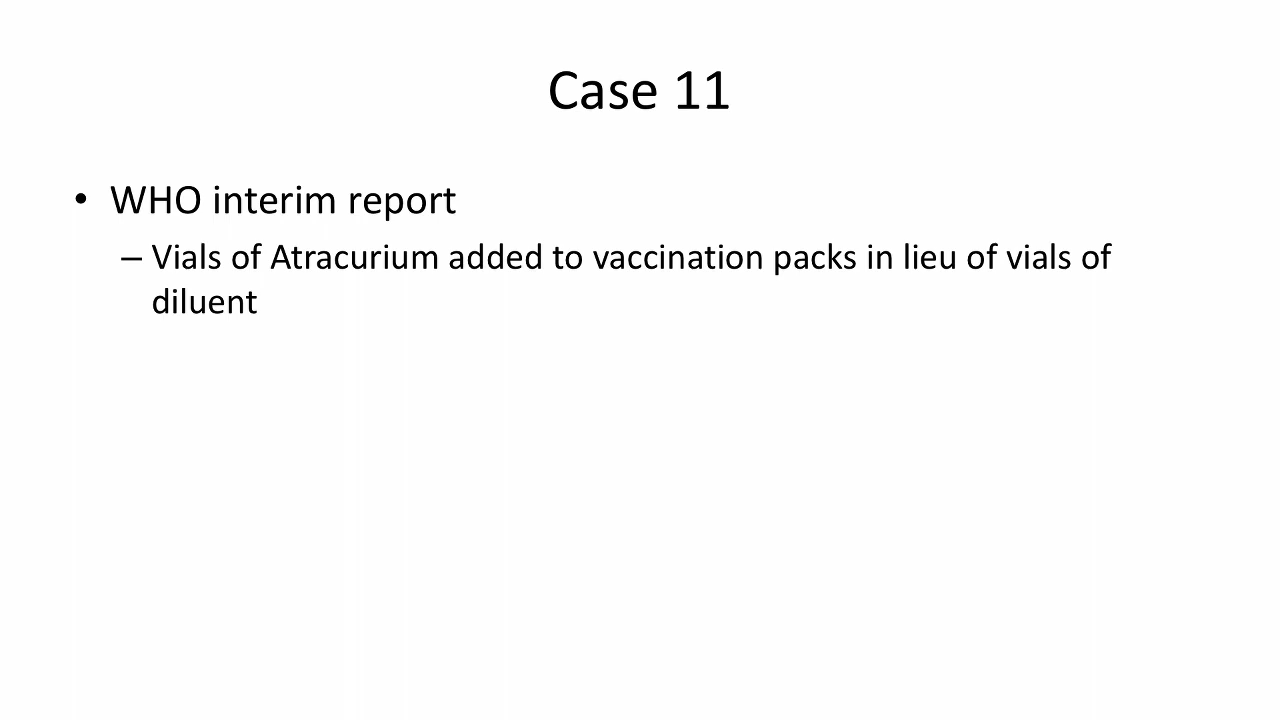 Case 11
• WHO interim report
– Vials of Atracurium added to vaccination packs in lieu of vials of
diluent